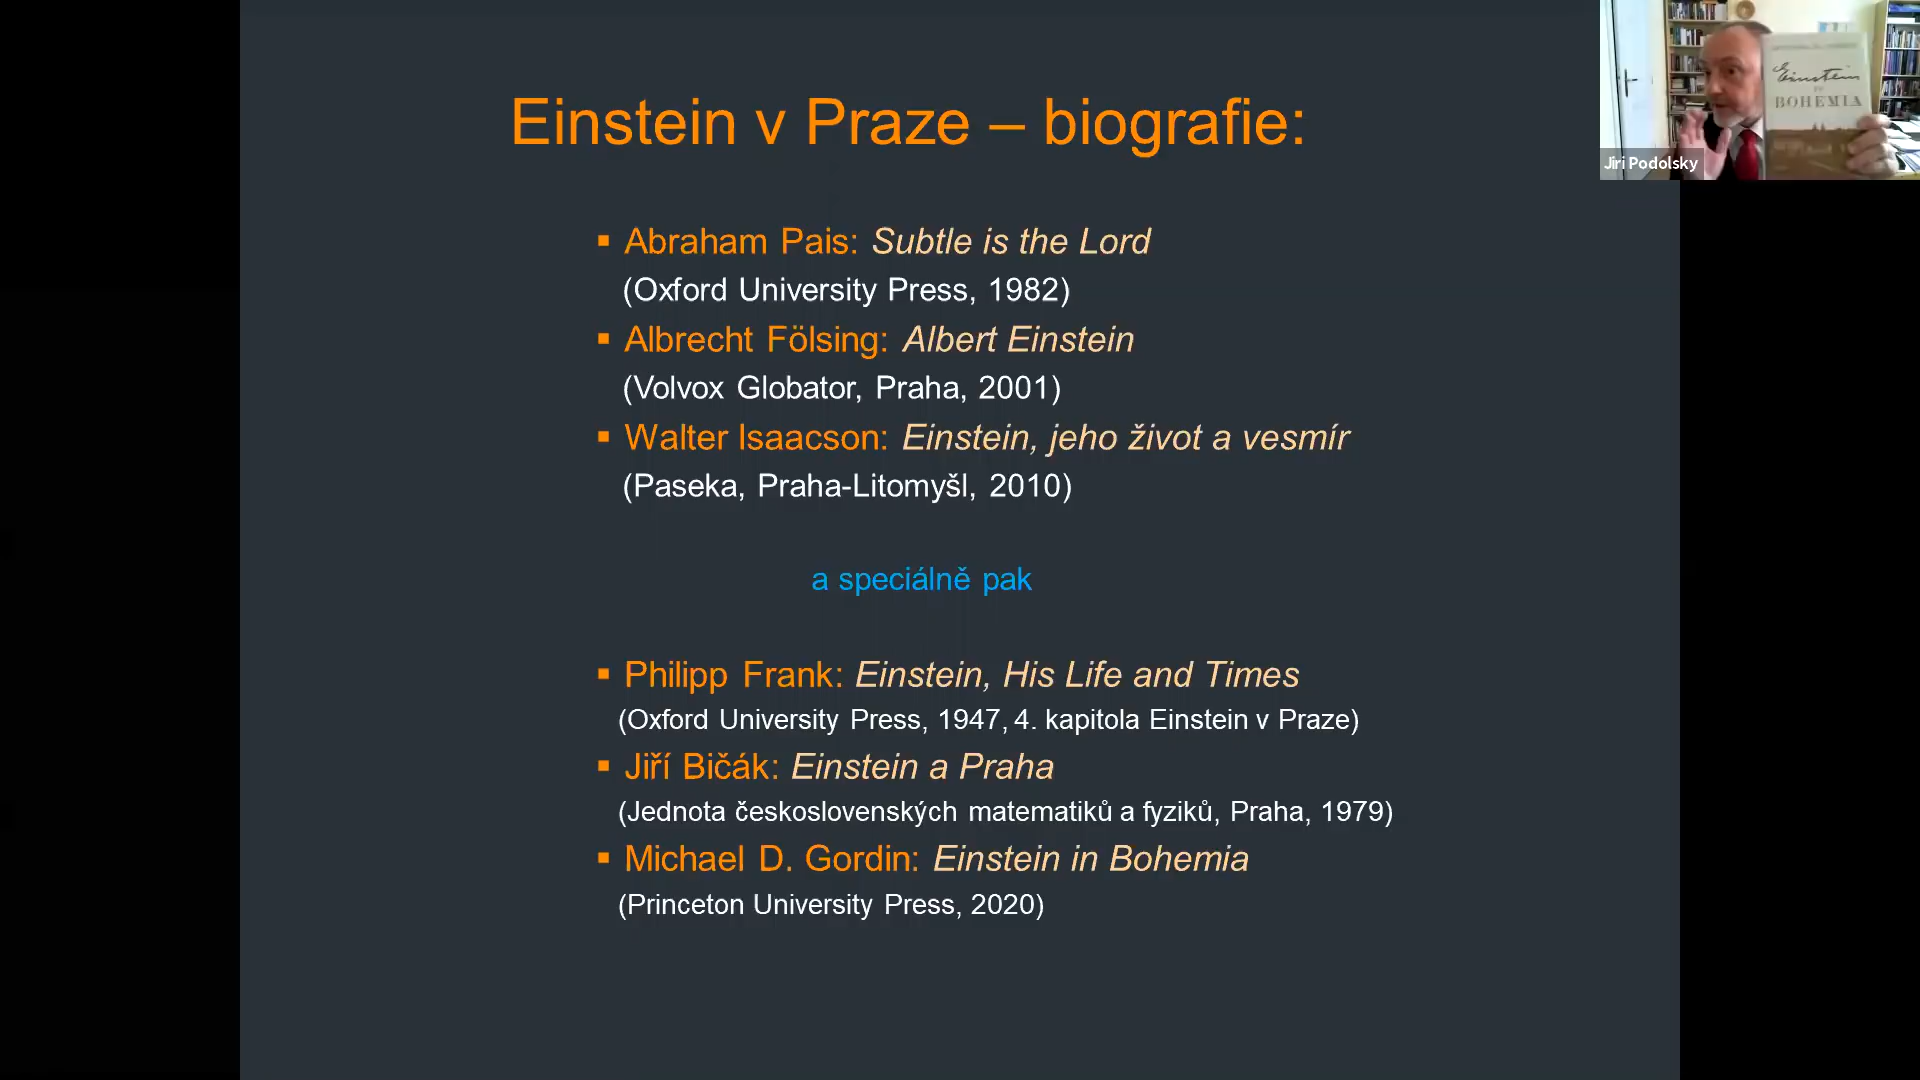 Einstein v Praze – biografie:
▪ Abraham Pais: Subtle is the Lord
(Oxford University Press, 1982)
▪ Albrecht Fölsing: Albert Einstein
(Volvox Globator, Praha, 2001)
▪ Walter Isaacson: Einstein, jeho život a vesmír
(Paseka, Praha-Litomyšl, 2010)
a speciálně pak
▪ Philipp Frank: Einstein, His Life and Times
(Oxford University Press, 1947, 4. kapitola Einstein v Praze)
▪ Jiří Bičák: Einstein a Praha
(Jednota československých matematiků a fyziků, Praha, 1979)
▪ Michael D. Gordin: Einstein in Bohemia
(Princeton University Press, 2020)
Einstein
in
BOHEMIA
Jiri Podolsky